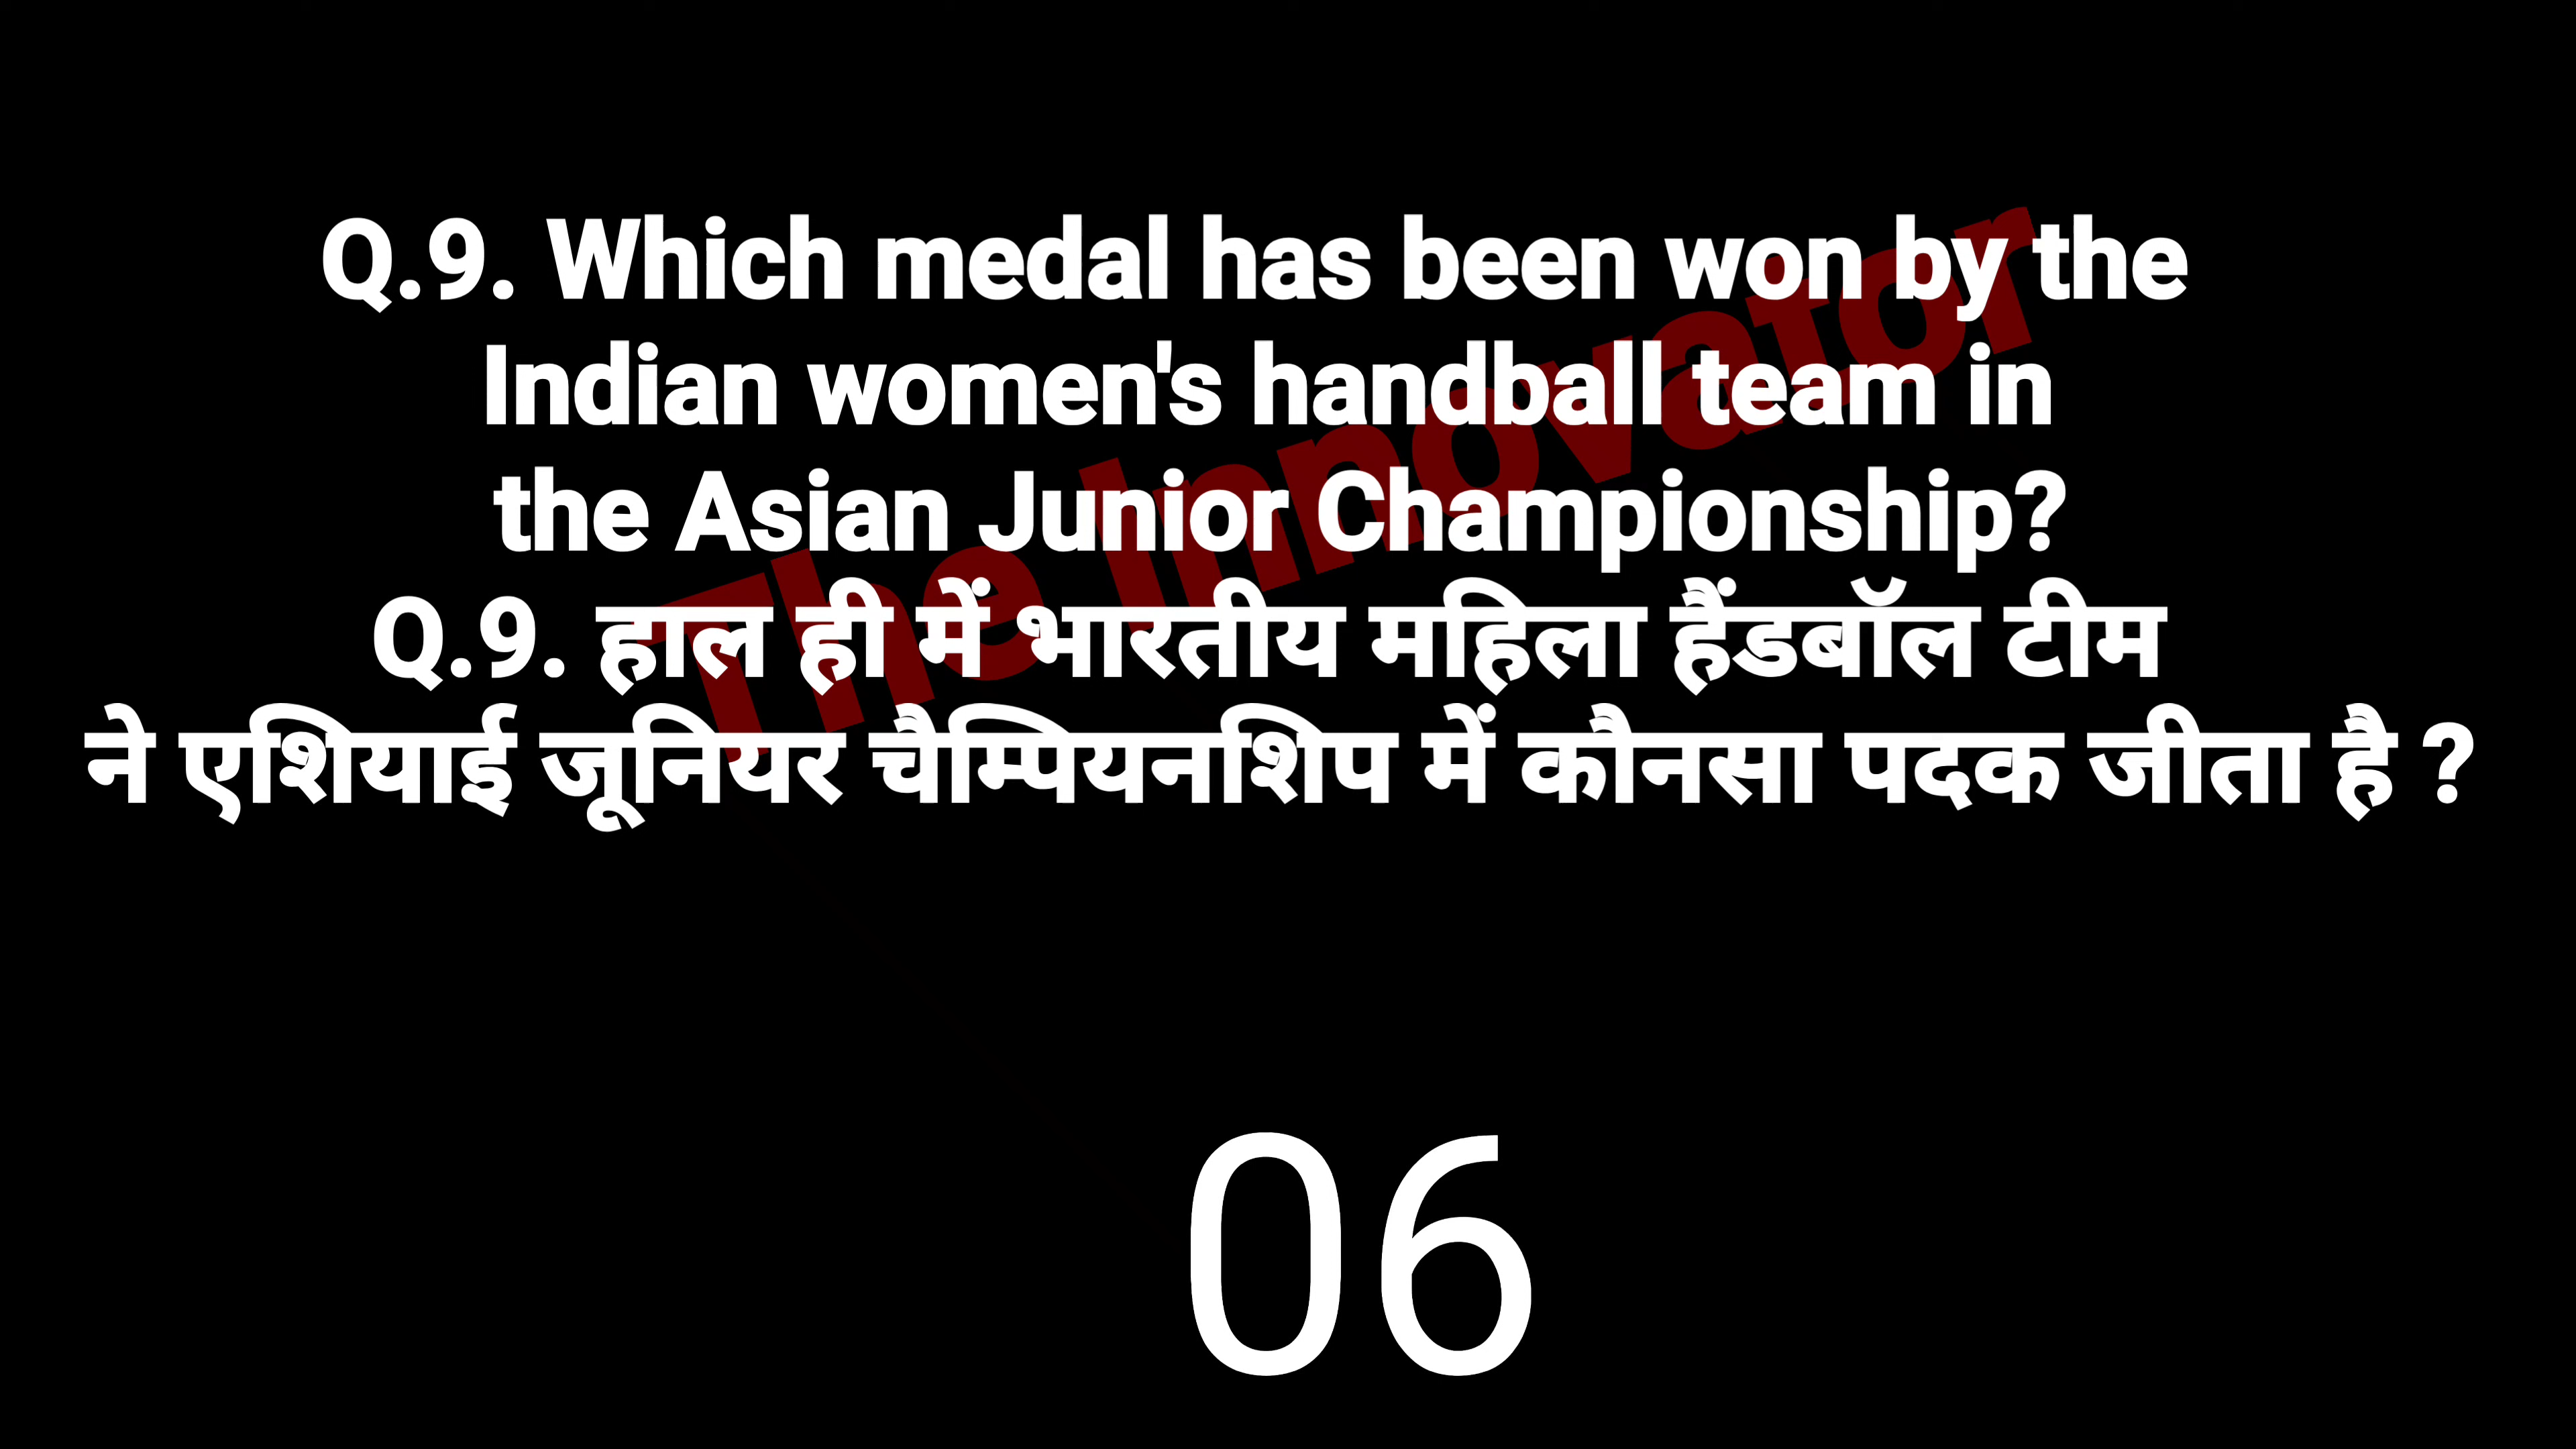 Q.9. Which medal has been won by the
Indian women's handball team in
the Asian Junior Championship?
Q.9. हाल ही में भारतीय महिला हैंडबॉल टीम
ने एशियाई जूनियर चैम्पियनशिप में कौनसा पदक जीता है ?
The Innovator
06